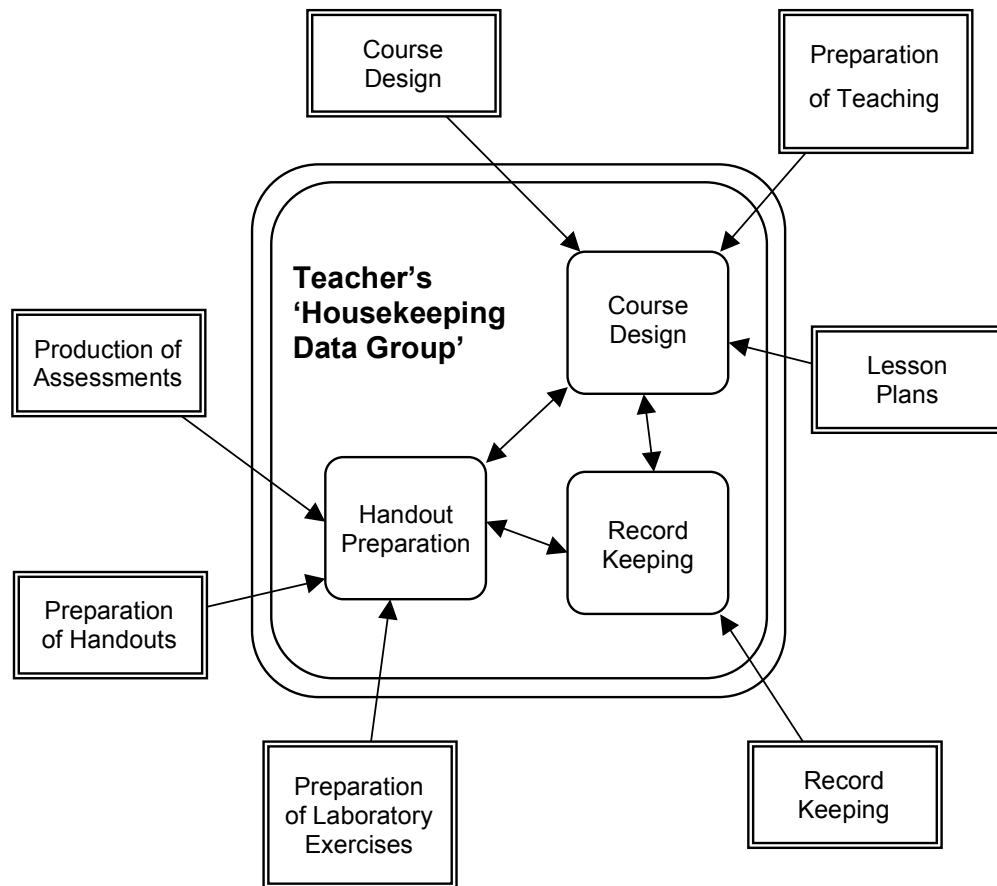 Course
Design
Preparation
of Teaching
Teacher’s
‘Housekeeping
Data Group’
Course
Design
Production of
Assessments
Lesson
Plans
Handout
Preparation
Record
Keeping
Preparation
of Handouts
Preparation
of Laboratory
Exercises
Record
Keeping